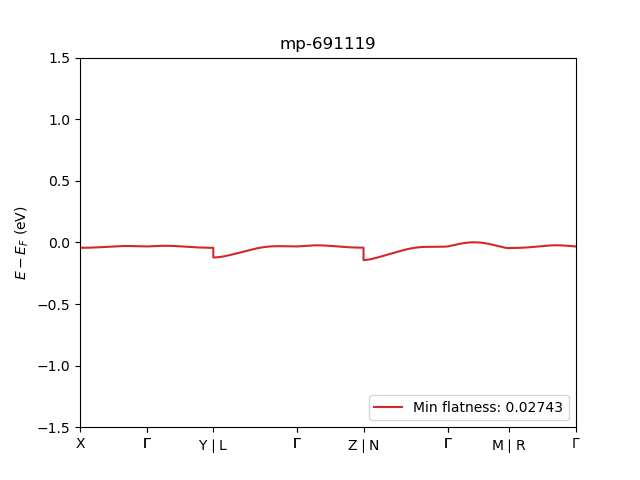 mp-691119
E − E_F (eV)
1.5
1.0
0.5
0.0
−0.5
−1.0
−1.5
Min flatness: 0.02743
X Γ Y | L Γ Z | N Γ M | R Γ